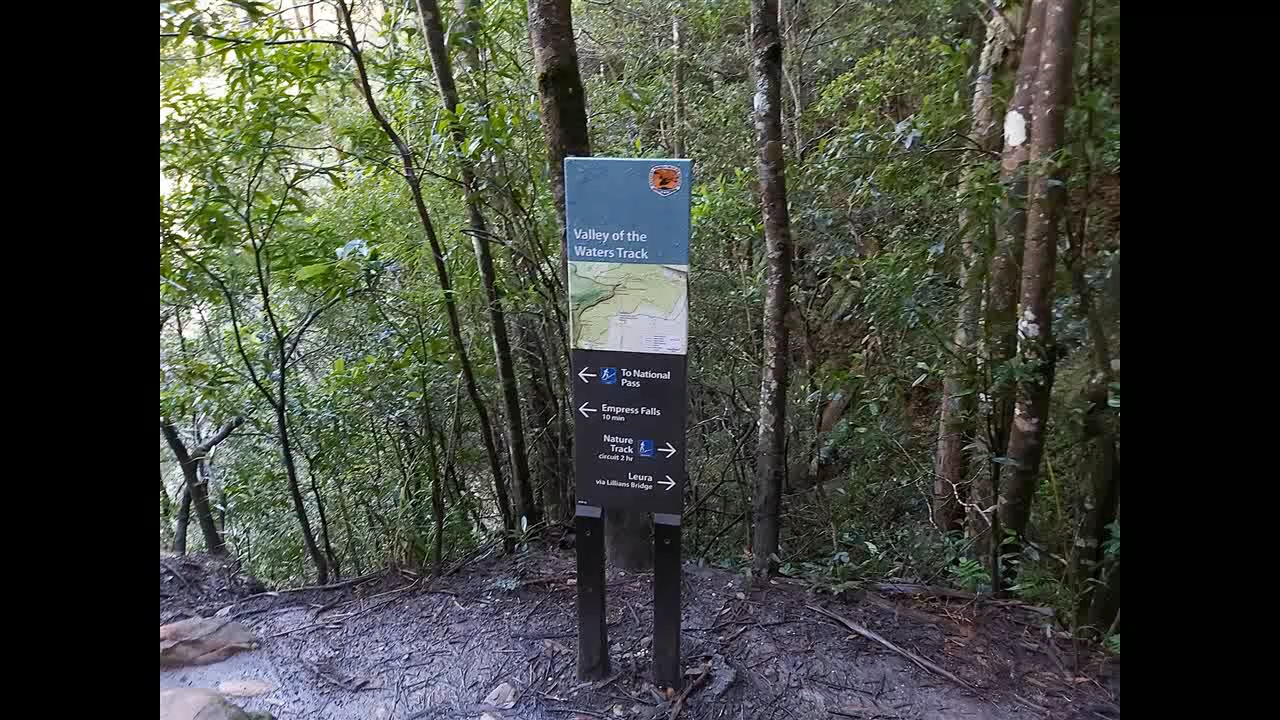 Valley of the
Waters Track
To National
Pass
Empress Falls
10 min
Nature
Track
circuit 2 hr
Leura
via Lillians Bridge